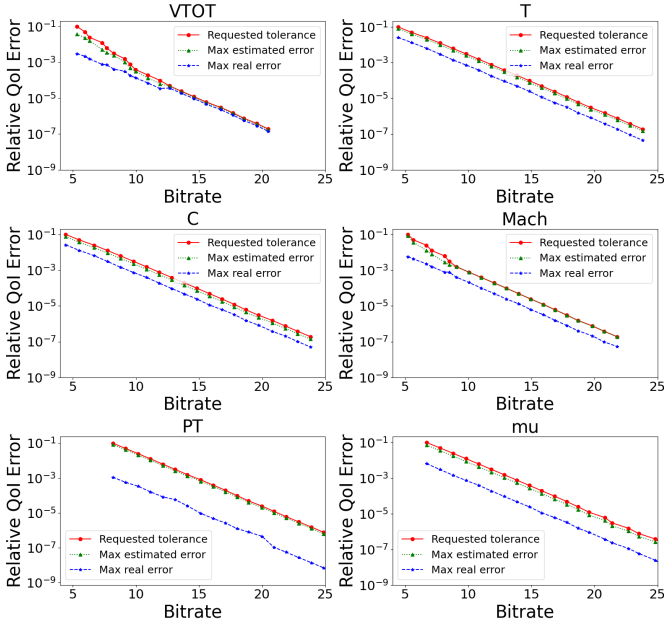 VTOT
Relative QoI Error
10⁻¹
10⁻³
10⁻⁵
10⁻⁷
10⁻⁹
Requested tolerance
Max estimated error
Max real error
5 10 15 20 25
Bitrate
T
Relative QoI Error
10⁻¹
10⁻³
10⁻⁵
10⁻⁷
10⁻⁹
Requested tolerance
Max estimated error
Max real error
5 10 15 20 25
Bitrate
C
Relative QoI Error
10⁻¹
10⁻³
10⁻⁵
10⁻⁷
10⁻⁹
Requested tolerance
Max estimated error
Max real error
5 10 15 20 25
Bitrate
Mach
Relative QoI Error
10⁻¹
10⁻³
10⁻⁵
10⁻⁷
10⁻⁹
Requested tolerance
Max estimated error
Max real error
5 10 15 20 25
Bitrate
PT
Relative QoI Error
10⁻¹
10⁻³
10⁻⁵
10⁻⁷
10⁻⁹
Requested tolerance
Max estimated error
Max real error
5 10 15 20 25
Bitrate
mu
Relative QoI Error
10⁻¹
10⁻³
10⁻⁵
10⁻⁷
10⁻⁹
Requested tolerance
Max estimated error
Max real error
5 10 15 20 25
Bitrate